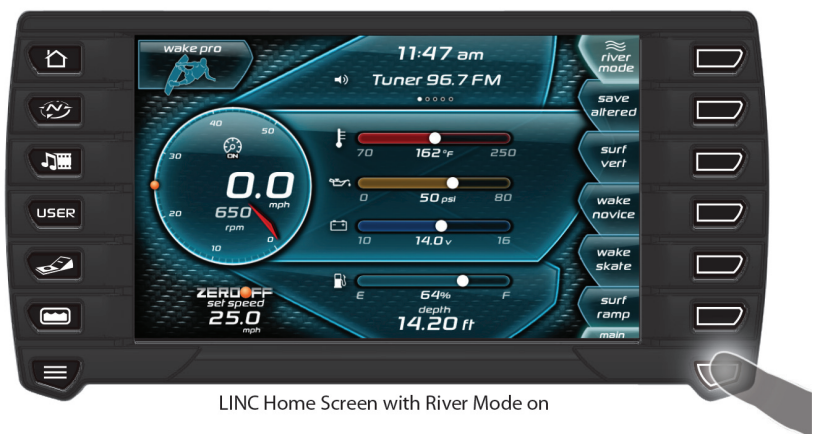 wake pro
11:47 am
Tuner 96.7 FM
river
mode
save
altered
surf
vert
wake
novice
wake
skate
surf
ramp
main
USER
50
40
30
20
10
0
ON
0.0
mph
650
rpm
70 162°F 250
0 50 psi 80
10 14.0 v 16
E 64% F
depth
14.20 ft
ZEROOFF
set speed
25.0
mph
LINC Home Screen with River Mode on